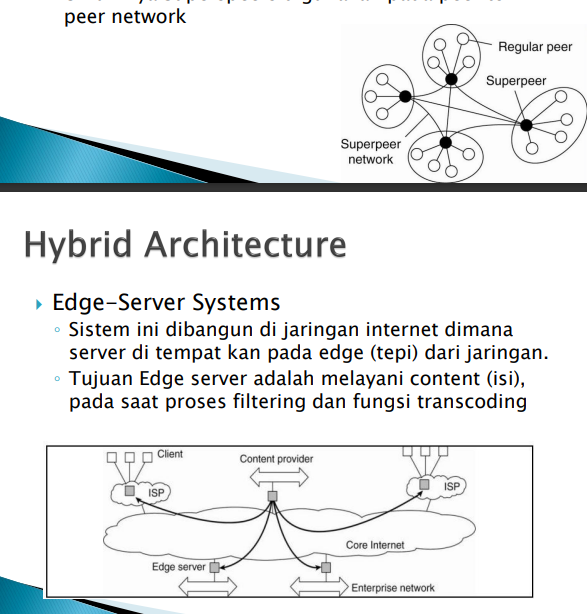 peer network
Regular peer
Superpeer
Superpeer
network
Hybrid Architecture
Edge-Server Systems
Sistem ini dibangun di jaringan internet dimana
server di tempat kan pada edge (tepi) dari jaringan.
Tujuan Edge server adalah melayani content (isi),
pada saat proses filtering dan fungsi transcoding
Client
Content provider
ISP
ISP
Core Internet
Edge server
Enterprise network